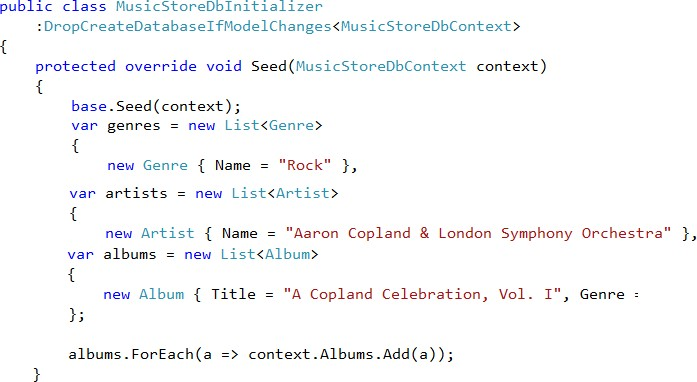 public class MusicStoreDbInitializer
:DropCreateDatabaseIfModelChanges<MusicStoreDbContext>
{
protected override void Seed(MusicStoreDbContext context)
{
base.Seed(context);
var genres = new List<Genre>
{
new Genre { Name = "Rock" },
var artists = new List<Artist>
{
new Artist { Name = "Aaron Copland & London Symphony Orchestra" },
var albums = new List<Album>
{
new Album { Title = "A Copland Celebration, Vol. I", Genre =
};
albums.ForEach(a => context.Albums.Add(a));
}